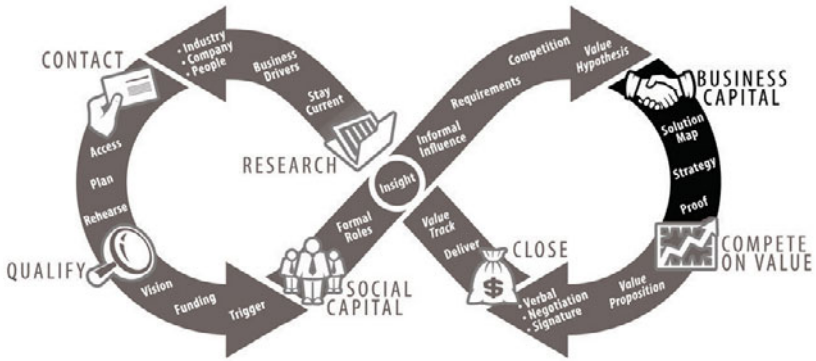 CONTACT
• Industry
• Company
• People
Business
Drivers
Stay
Current
RESEARCH
Access
Plan
Rehearse
QUALIFY
Vision
Funding
Trigger
SOCIAL
CAPITAL
Formal
Roles
Insight
Informal
Influence
Requirements
Competition
Value
Hypothesis
BUSINESS
CAPITAL
Solution
Map
Strategy
Proof
COMPETE
ON VALUE
Value
Proposition
• Verbal
• Negotiation
• Signature
CLOSE
$
Deliver
Value
Track